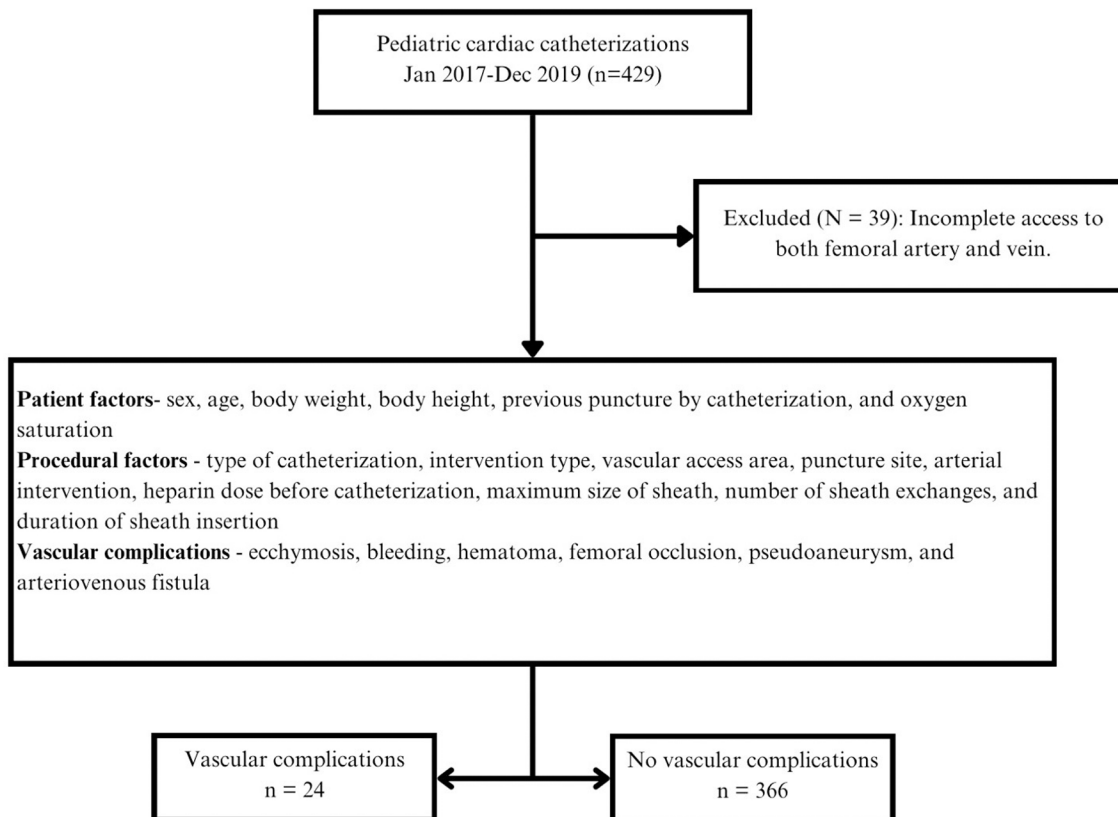 Pediatric cardiac catheterizations
Jan 2017-Dec 2019 (n=429)
Excluded (N = 39): Incomplete access to
both femoral artery and vein.
Patient factors- sex, age, body weight, body height, previous puncture by catheterization, and oxygen
saturation
Procedural factors - type of catheterization, intervention type, vascular access area, puncture site, arterial
intervention, heparin dose before catheterization, maximum size of sheath, number of sheath exchanges, and
duration of sheath insertion
Vascular complications - ecchymosis, bleeding, hematoma, femoral occlusion, pseudoaneurysm, and
arteriovenous fistula
Vascular complications
n = 24
No vascular complications
n = 366